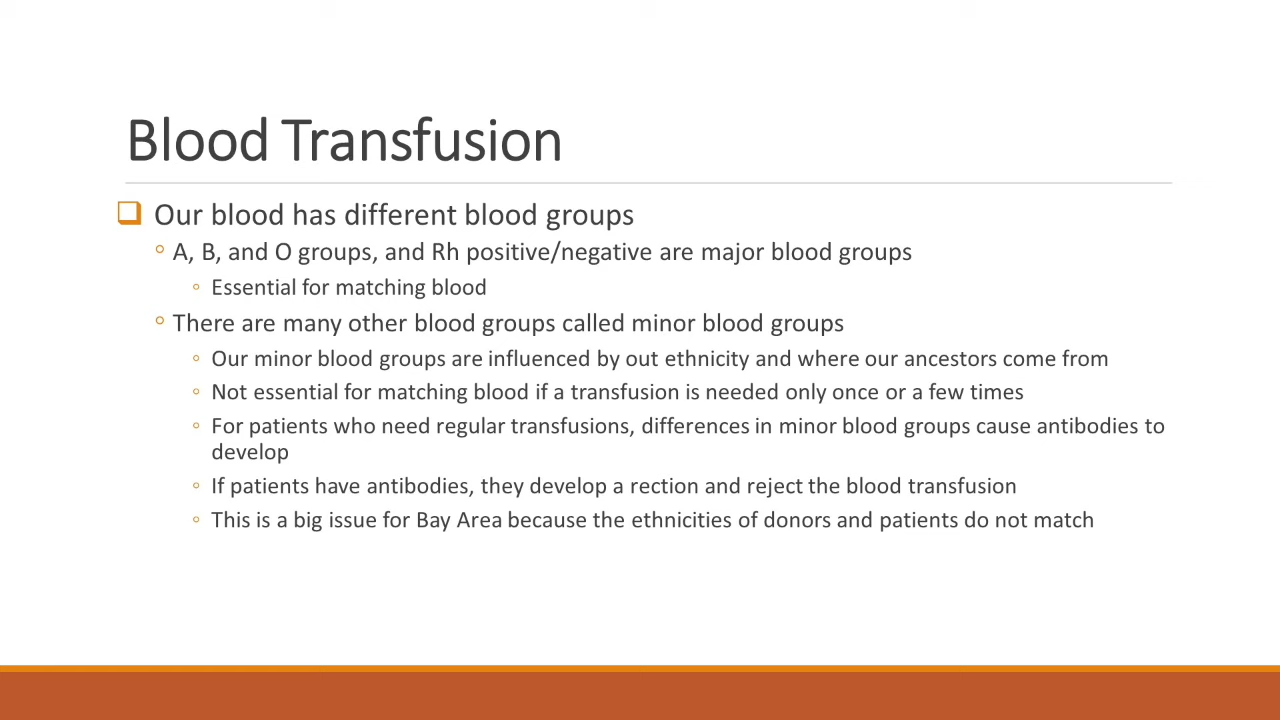 Blood Transfusion
Our blood has different blood groups
A, B, and O groups, and Rh positive/negative are major blood groups
Essential for matching blood
There are many other blood groups called minor blood groups
Our minor blood groups are influenced by out ethnicity and where our ancestors come from
Not essential for matching blood if a transfusion is needed only once or a few times
For patients who need regular transfusions, differences in minor blood groups cause antibodies to
develop
If patients have antibodies, they develop a rection and reject the blood transfusion
This is a big issue for Bay Area because the ethnicities of donors and patients do not match